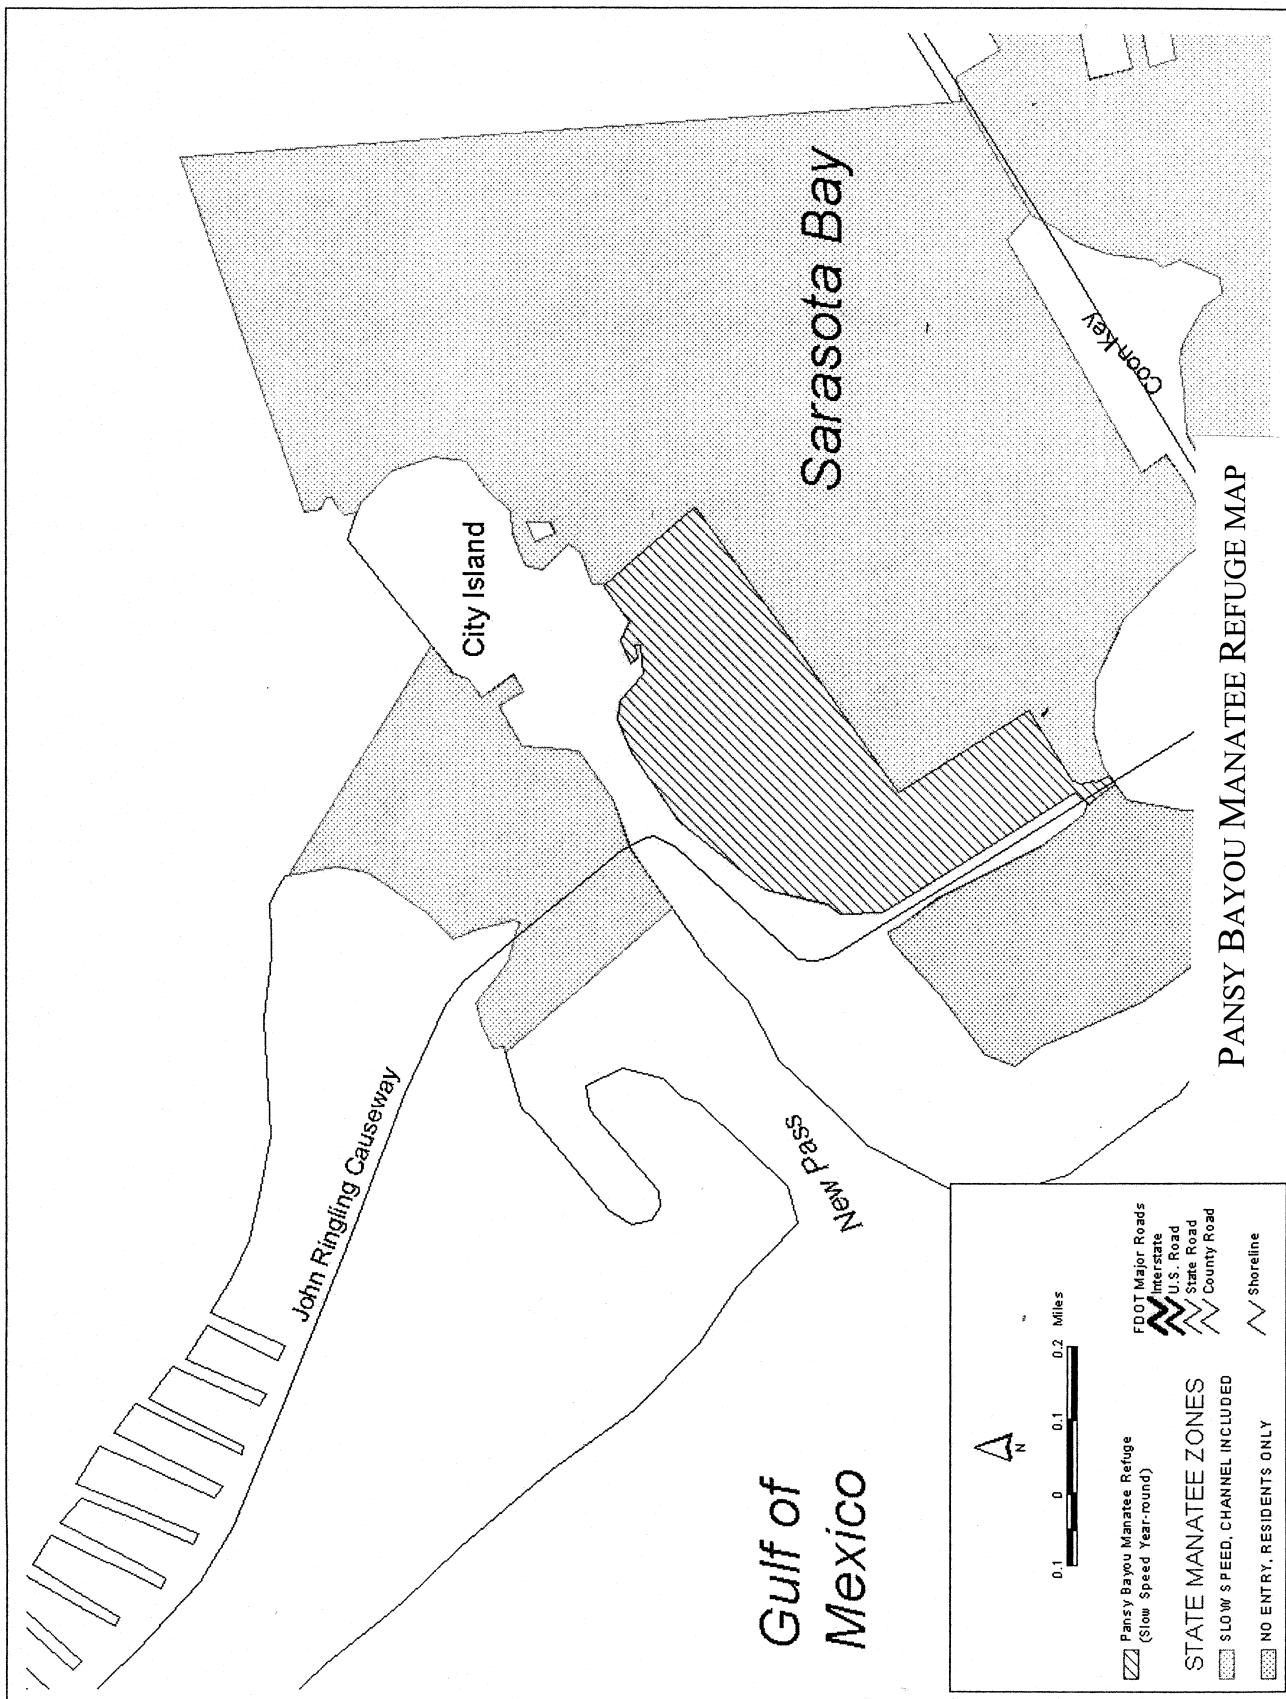 Sarasota Bay
City Island
Coon Key
John Ringling Causeway
New Pass
Gulf of
Mexico
PANSY BAYOU MANATEE REFUGE MAP
N
0.1 0 0.1 0.2 Miles
Pansy Bayou Manatee Refuge
(Slow Speed Year-round)
STATE MANATEE ZONES
SLOW SPEED, CHANNEL INCLUDED
NO ENTRY, RESIDENTS ONLY
FDOT Major Roads
Interstate
U.S. Road
State Road
County Road
Shoreline